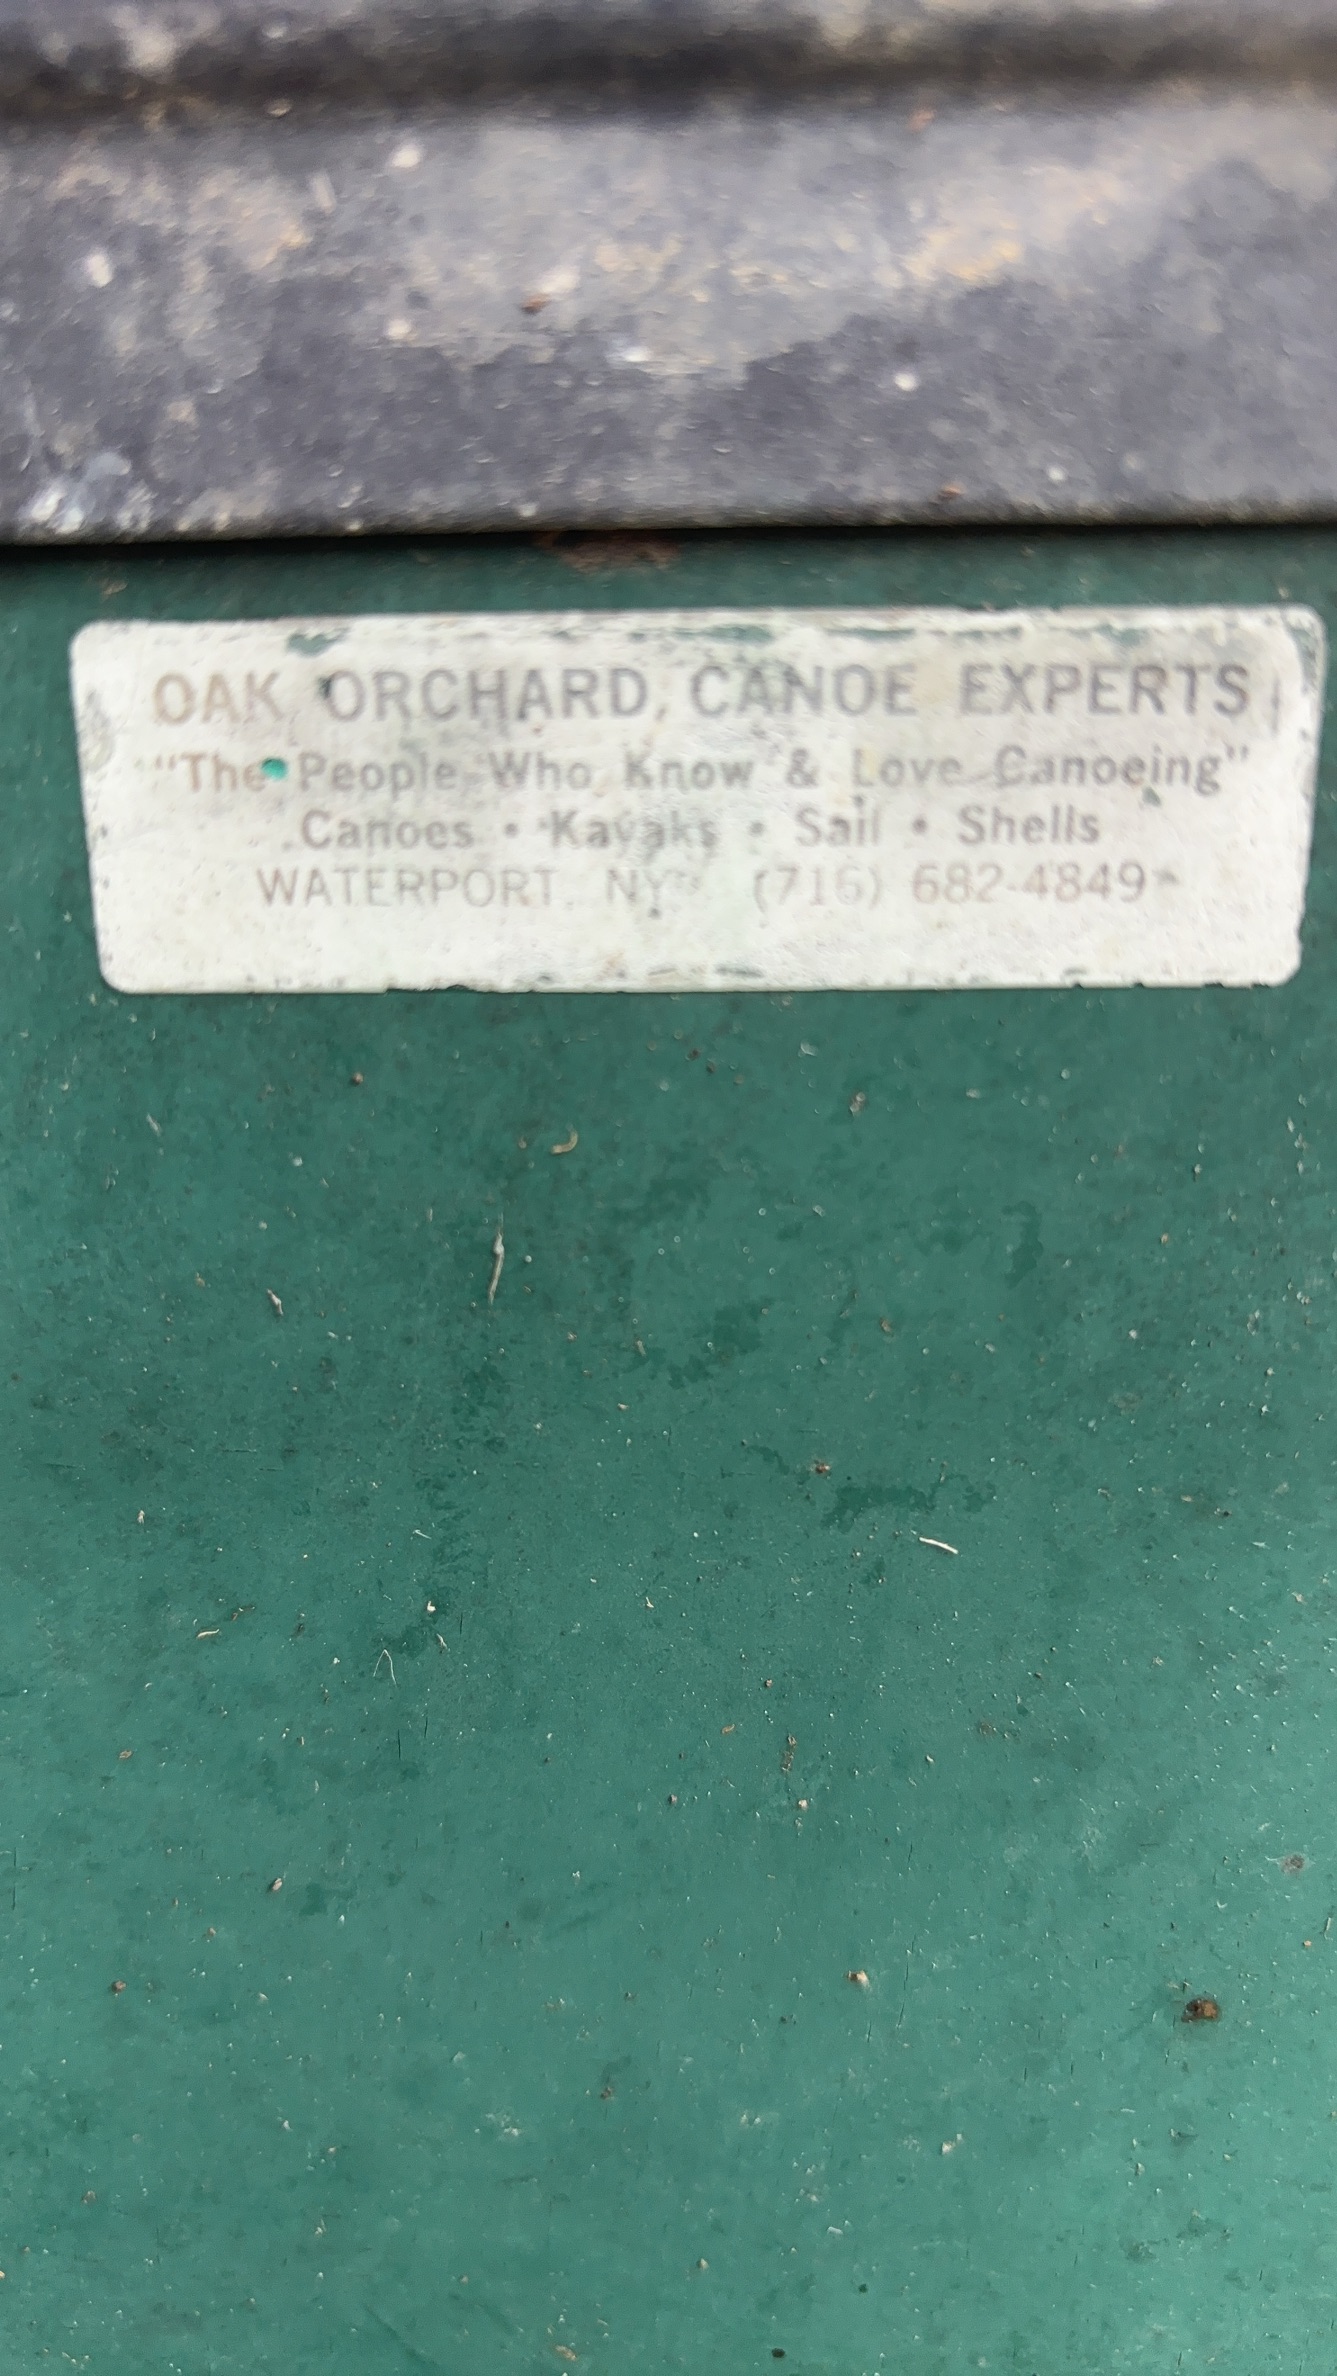 OAK ORCHARD CANOE EXPERTS
"The People Who Know & Love Canoeing"
Canoes • Kayaks • Sail • Shells
WATERPORT, NY (716) 682-4849